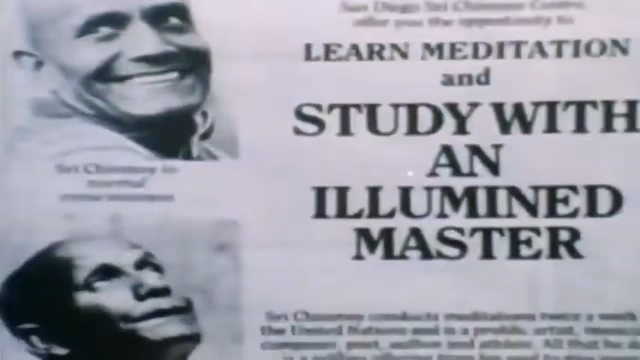 San Diego Sri Chinmoy Centre,
offer you the opportunity to
LEARN MEDITATION
and
STUDY WITH
AN
ILLUMINED
MASTER
Sri Chinmoy in
normal
consciousness
Sri Chinmoy conducts meditations twice a week
the United Nations and is a prolific artist, 
composer, poet, author and athlete. All that he